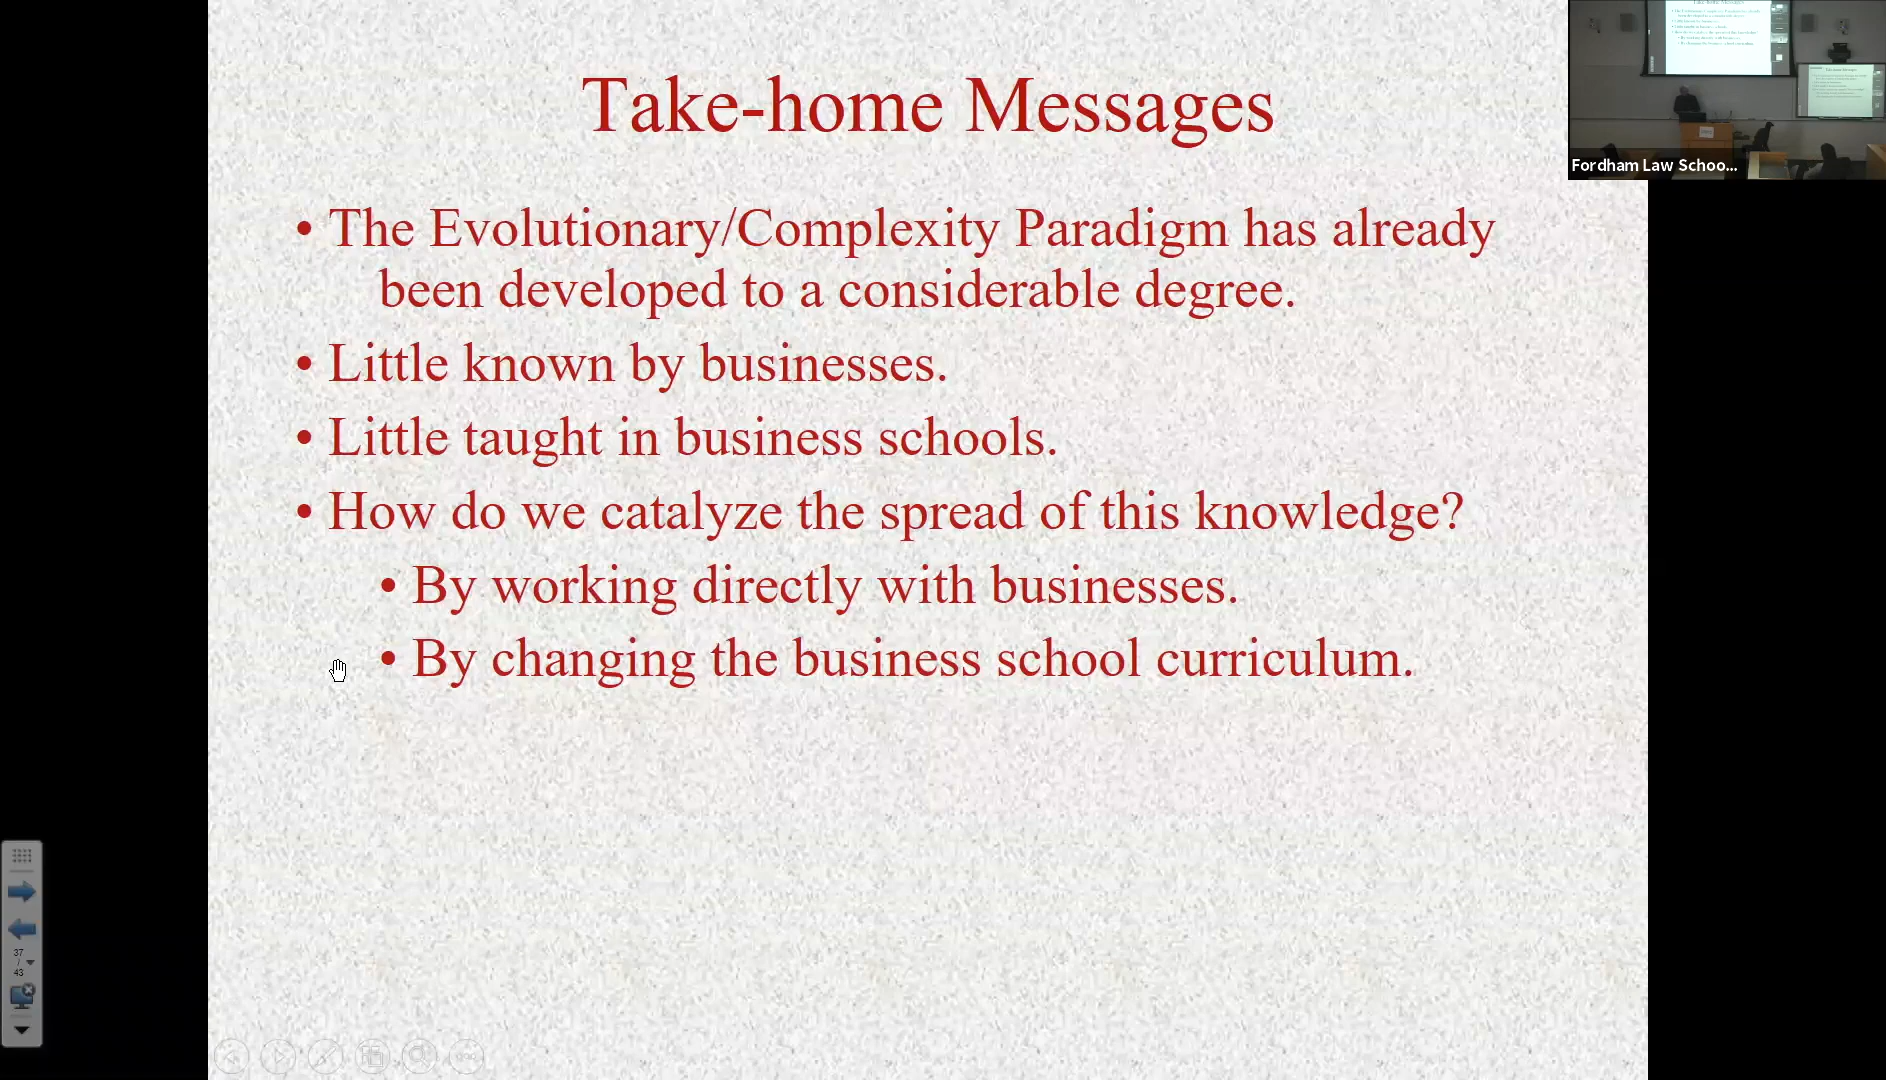 Take-home Messages
• The Evolutionary/Complexity Paradigm has already
been developed to a considerable degree.
• Little known by businesses.
• Little taught in business schools.
• How do we catalyze the spread of this knowledge?
• By working directly with businesses.
• By changing the business school curriculum.
Fordham Law Schoo...
37
/
43